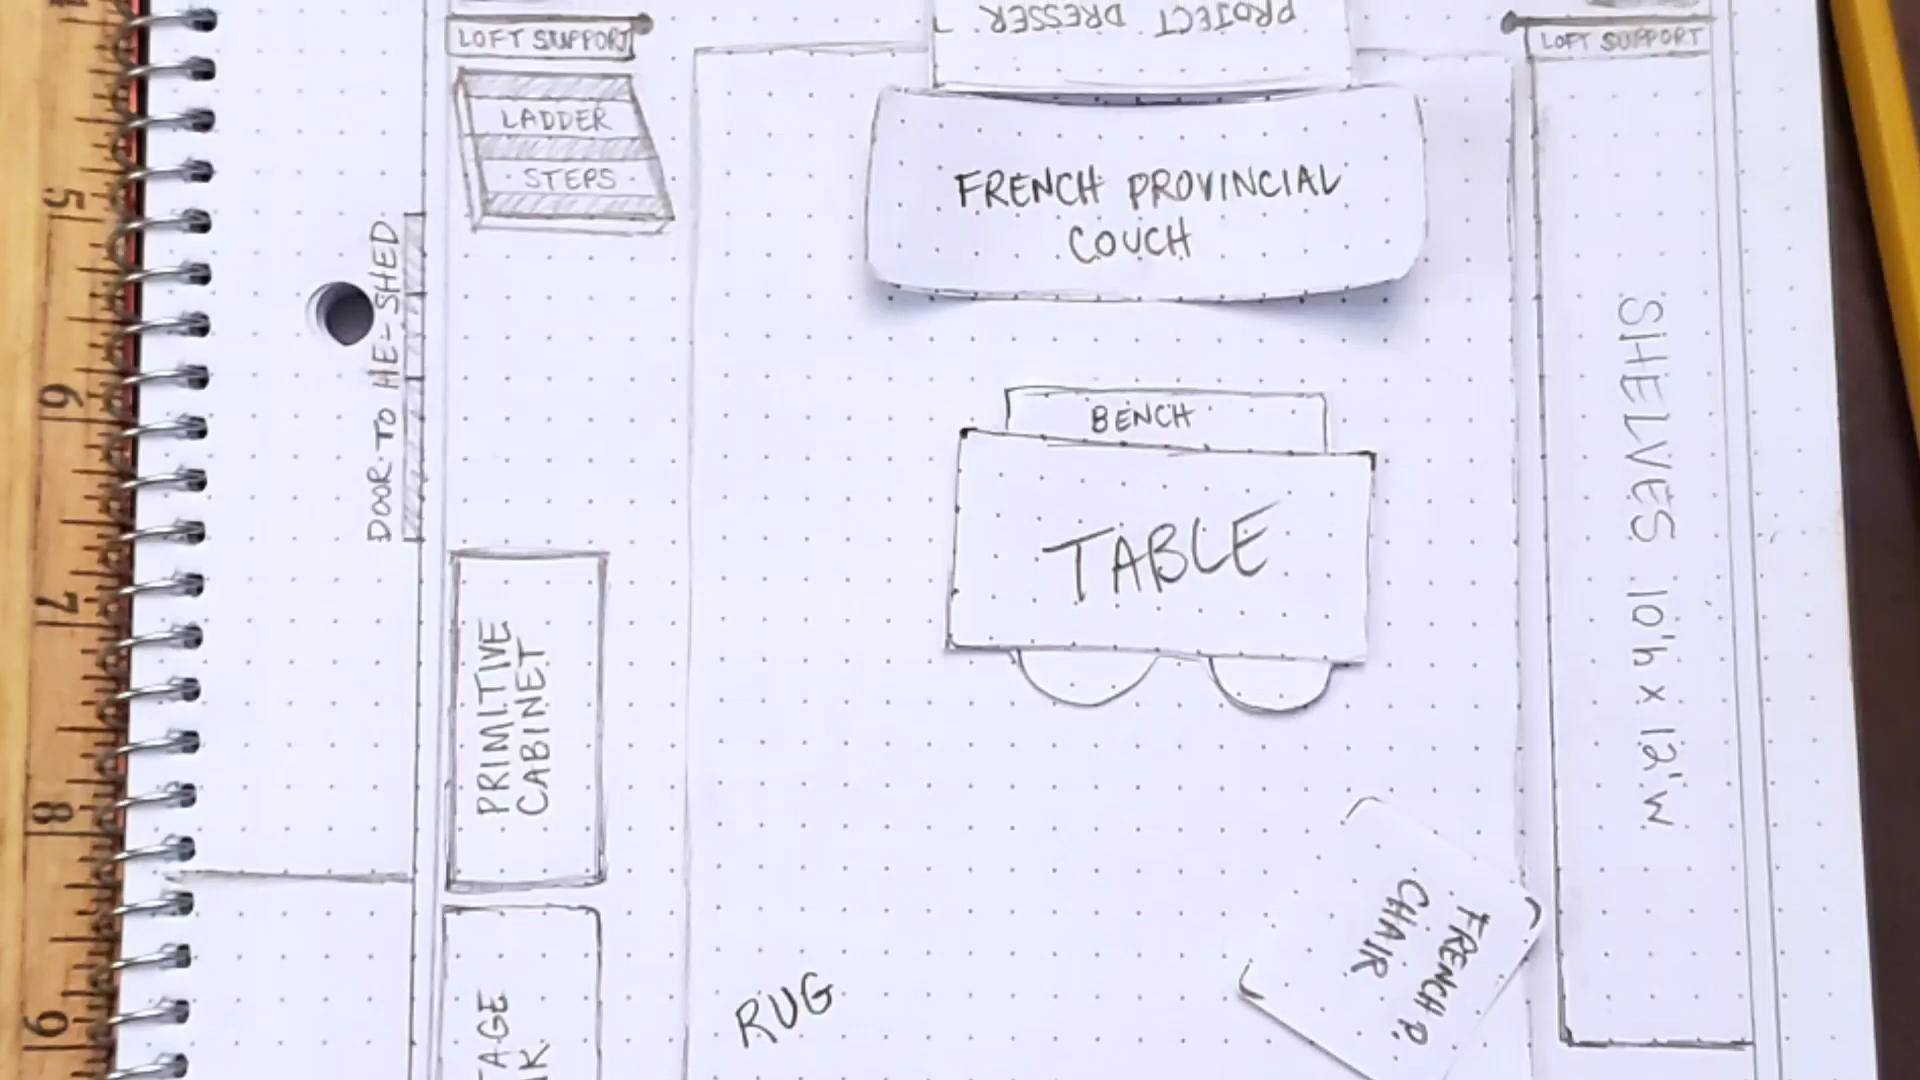 PROJECT DRESSER
LOFT SUPPORT
LOFT SUPPORT
LADDER
STEPS
FRENCH PROVINCIAL
COUCH
DOOR TO HE-SHED
BENCH
TABLE
SHELVES 10'h x 12'w
PRIMITIVE
CABINET
FRENCH P.
CHAIR
RUG
5
6
7
8
9